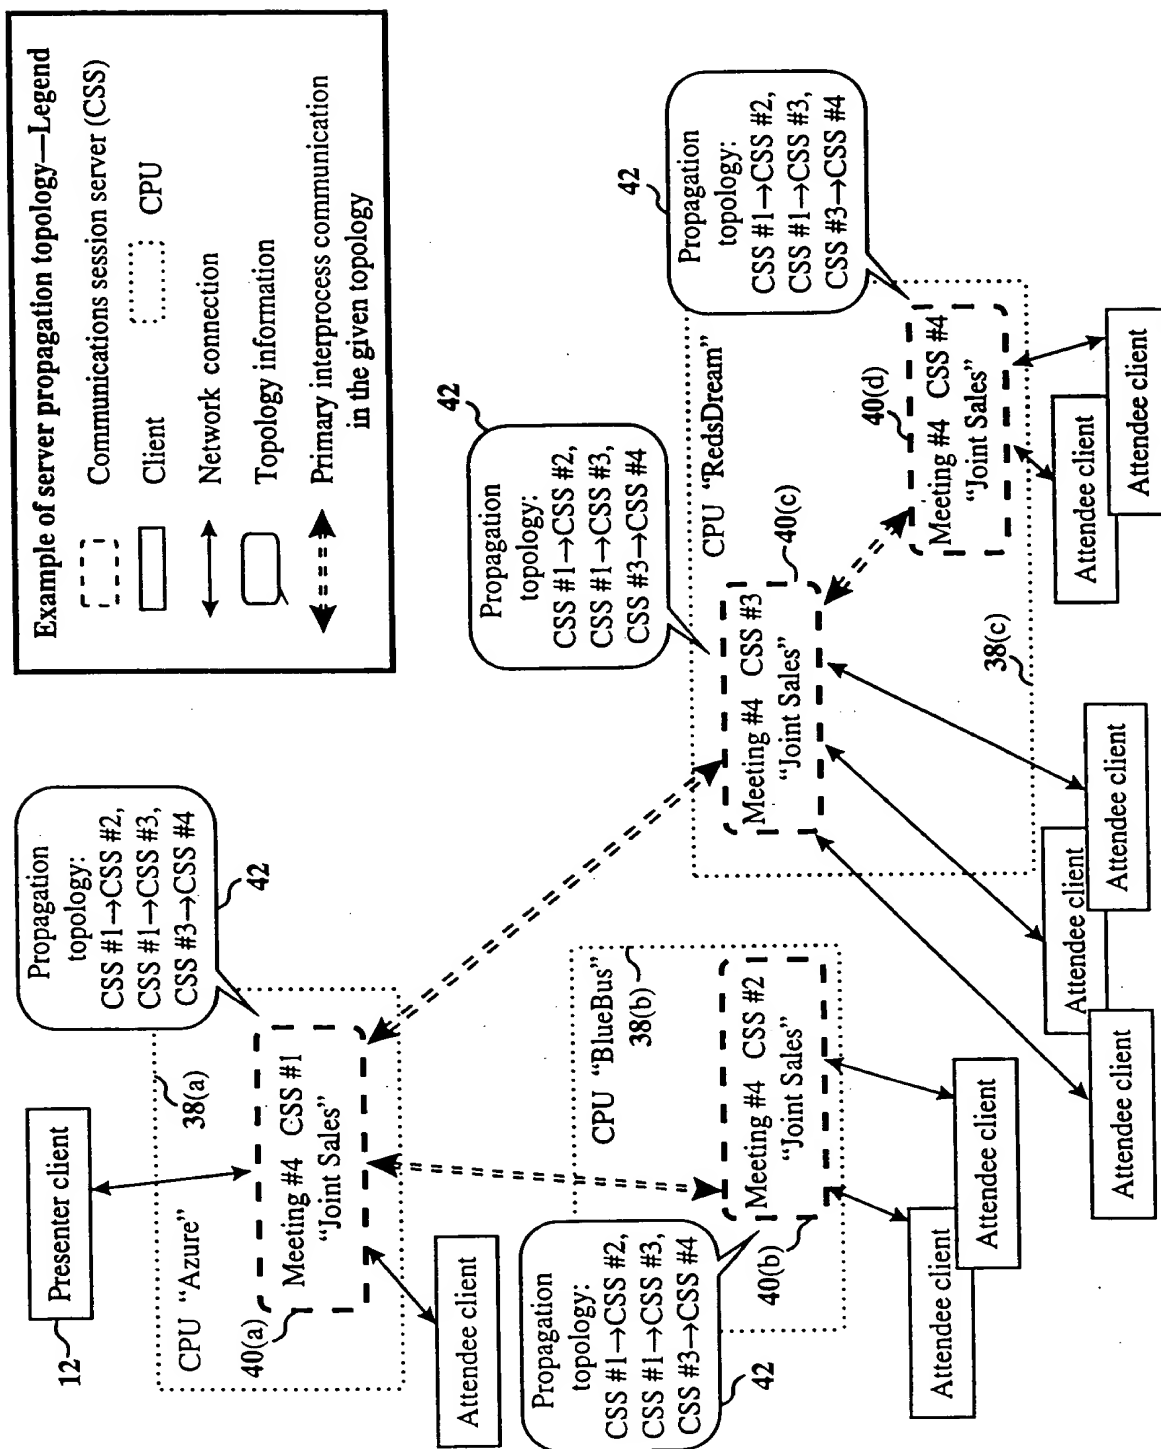 Example of server propagation topology—Legend
Communications session server (CSS)
Client
CPU
Network connection
Topology information
Primary interprocess communication
in the given topology
12
Presenter client
38(a)
CPU “Azure”
40(a)
Meeting #4 CSS #1
“Joint Sales”
Propagation
topology:
CSS #1→CSS #2,
CSS #1→CSS #3,
CSS #3→CSS #4
42
Attendee client
CPU “BlueBus”
38(b)
Meeting #4 CSS #2
“Joint Sales”
40(b)
Propagation
topology:
CSS #1→CSS #2,
CSS #1→CSS #3,
CSS #3→CSS #4
42
Attendee client
Attendee client
CPU “RedsDream”
38(c)
Meeting #4 CSS #3
“Joint Sales”
40(c)
Propagation
topology:
CSS #1→CSS #2,
CSS #1→CSS #3,
CSS #3→CSS #4
42
Attendee client
Attendee client
Attendee client
Meeting #4 CSS #4
“Joint Sales”
40(d)
Propagation
topology:
CSS #1→CSS #2,
CSS #1→CSS #3,
CSS #3→CSS #4
42
Attendee client
Attendee client